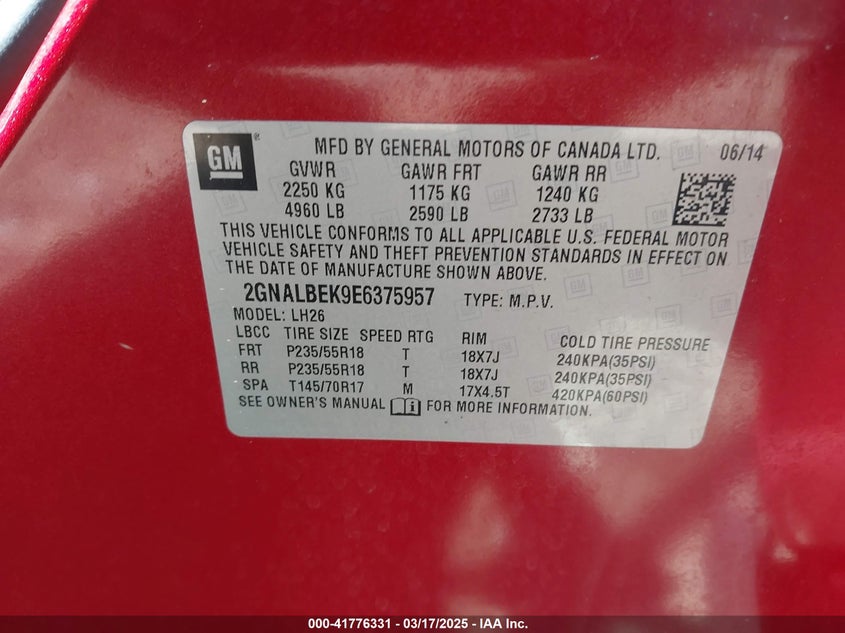 GM ® MFD BY GENERAL MOTORS OF CANADA LTD. 06/14
GVWR GAWR FRT GAWR RR
2250 KG 1175 KG 1240 KG
4960 LB 2590 LB 2733 LB
THIS VEHICLE CONFORMS TO ALL APPLICABLE U.S. FEDERAL MOTOR
VEHICLE SAFETY AND THEFT PREVENTION STANDARDS IN EFFECT ON
THE DATE OF MANUFACTURE SHOWN ABOVE.
2GNALBEK9E6375957 TYPE: M.P.V.
MODEL: LH26
LBCC TIRE SIZE SPEED RTG RIM COLD TIRE PRESSURE
FRT P235/55R18 T 18X7J 240KPA(35PSI)
RR P235/55R18 T 18X7J 240KPA(35PSI)
SPA T145/70R17 M 17X4.5T 420KPA(60PSI)
SEE OWNER'S MANUAL FOR MORE INFORMATION.
000-41776331 - 03/17/2025 - IAA Inc.